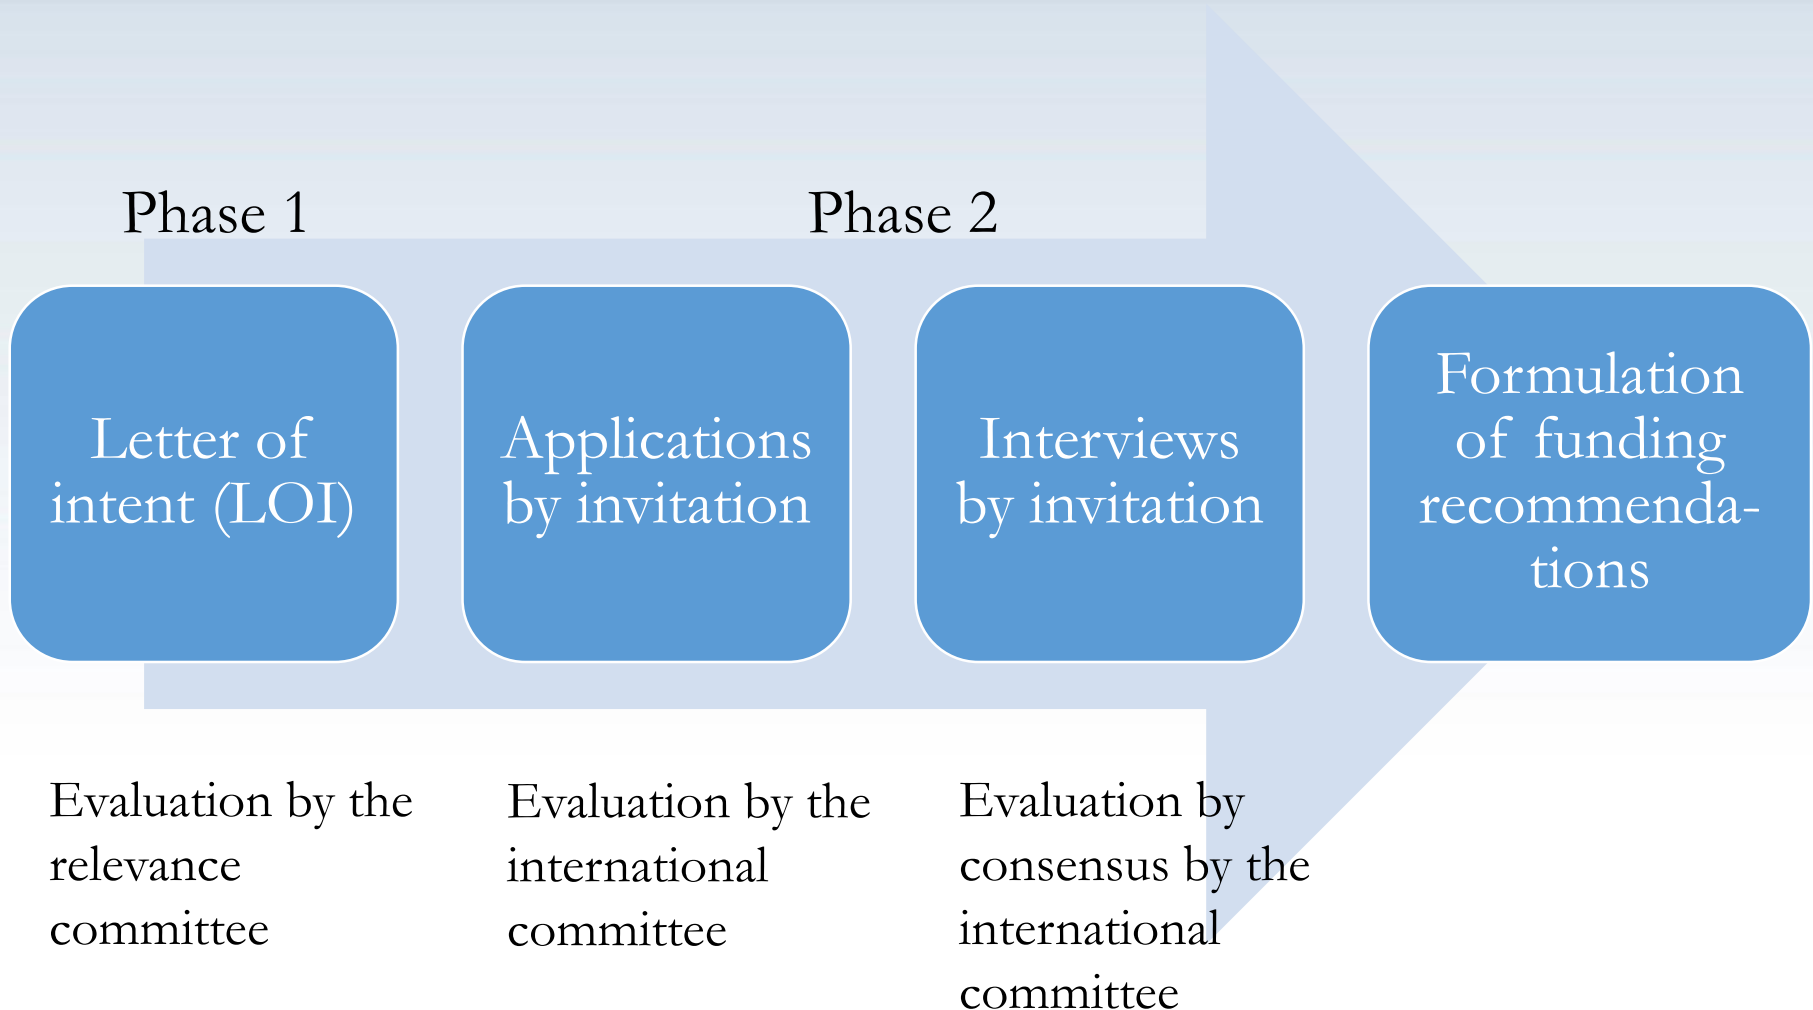 Phase 1
Phase 2
Letter of
intent (LOI)
Applications
by invitation
Interviews
by invitation
Formulation
of funding
recommenda-
tions
Evaluation by the
relevance
committee
Evaluation by the
international
committee
Evaluation by
consensus by the
international
committee